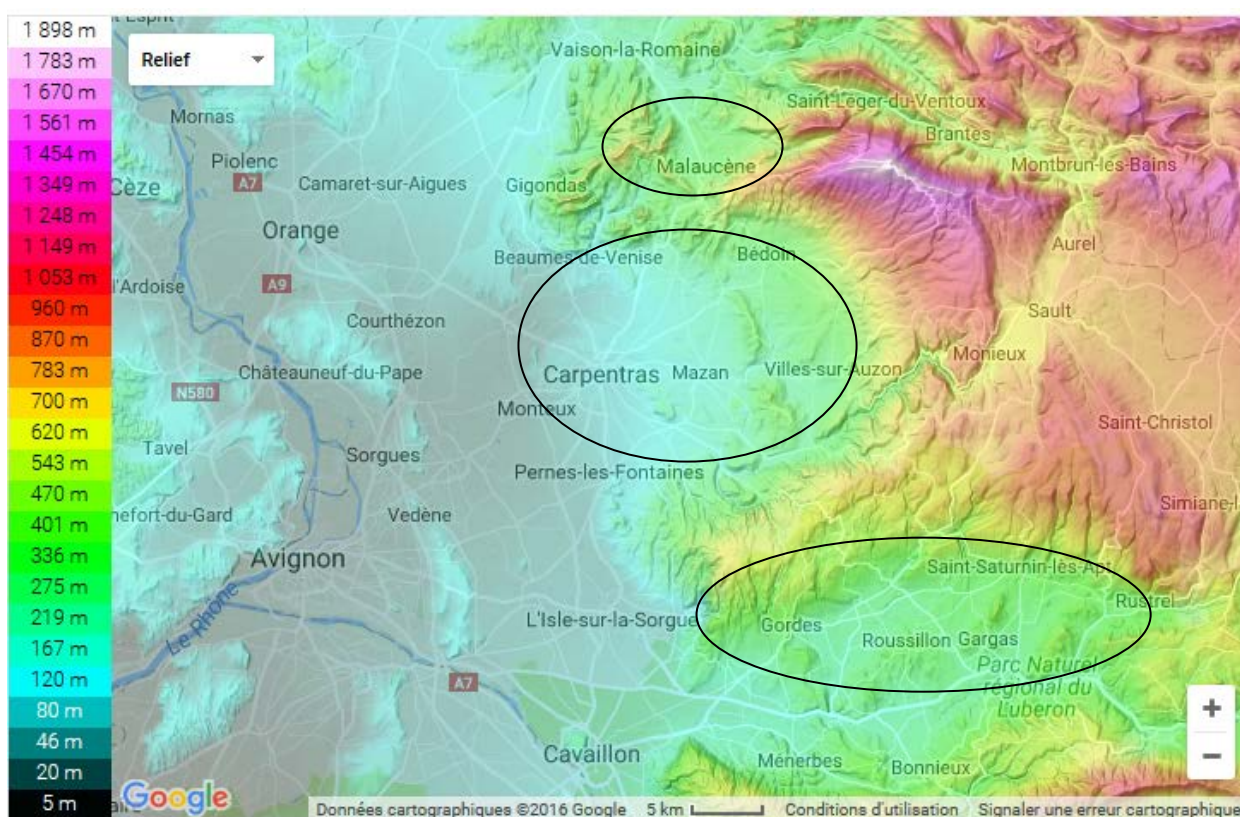 1 898 m
1 783 m
1 670 m
1 561 m
1 454 m
1 349 m
1 248 m
1 149 m
1 053 m
960 m
870 m
783 m
700 m
620 m
543 m
470 m
401 m
336 m
275 m
219 m
167 m
120 m
80 m
46 m
20 m
5 m
Esprit
Relief
Vaison-la-Romaine
Saint-Léger-du-Ventoux
Mornas
Brantes
Piolenc
Malaucène
Montbrun-les-Bains
A7
Camaret-sur-Aigues
Gigondas
Cèze
Orange
Aurel
Beaumes-de-Venise
Bédoin
l'Ardoise
A9
Sault
Courthézon
Monieux
Châteauneuf-du-Pape
Carpentras
Mazan
Villes-sur-Auzon
N580
Monteux
Saint-Christol
Tavel
Sorgues
Pernes-les-Fontaines
Simiane-l
nefort-du-Gard
Vedène
Avignon
Saint-Saturnin-lès-Apt
Le Rhône
Rustrel
L'Isle-sur-la-Sorgue
Gordes
Roussillon
Gargas
Parc Naturel
régional du
Luberon
A7
+
Cavaillon
Ménerbes
Bonnieux
−
Google
Données cartographiques ©2016 Google
5 km
Conditions d'utilisation
Signaler une erreur cartographique